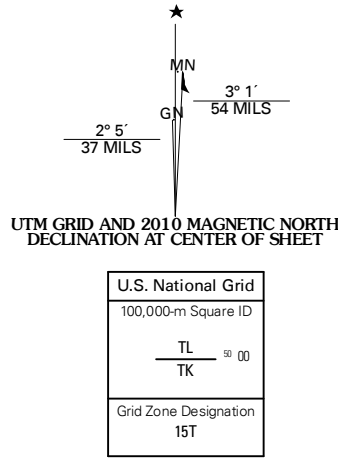 ★
MN
3° 1´
54 MILS
GN
2° 5´
37 MILS
UTM GRID AND 2010 MAGNETIC NORTH
DECLINATION AT CENTER OF SHEET
U.S. National Grid
100,000-m Square ID
TL
50 00
TK
Grid Zone Designation
15T